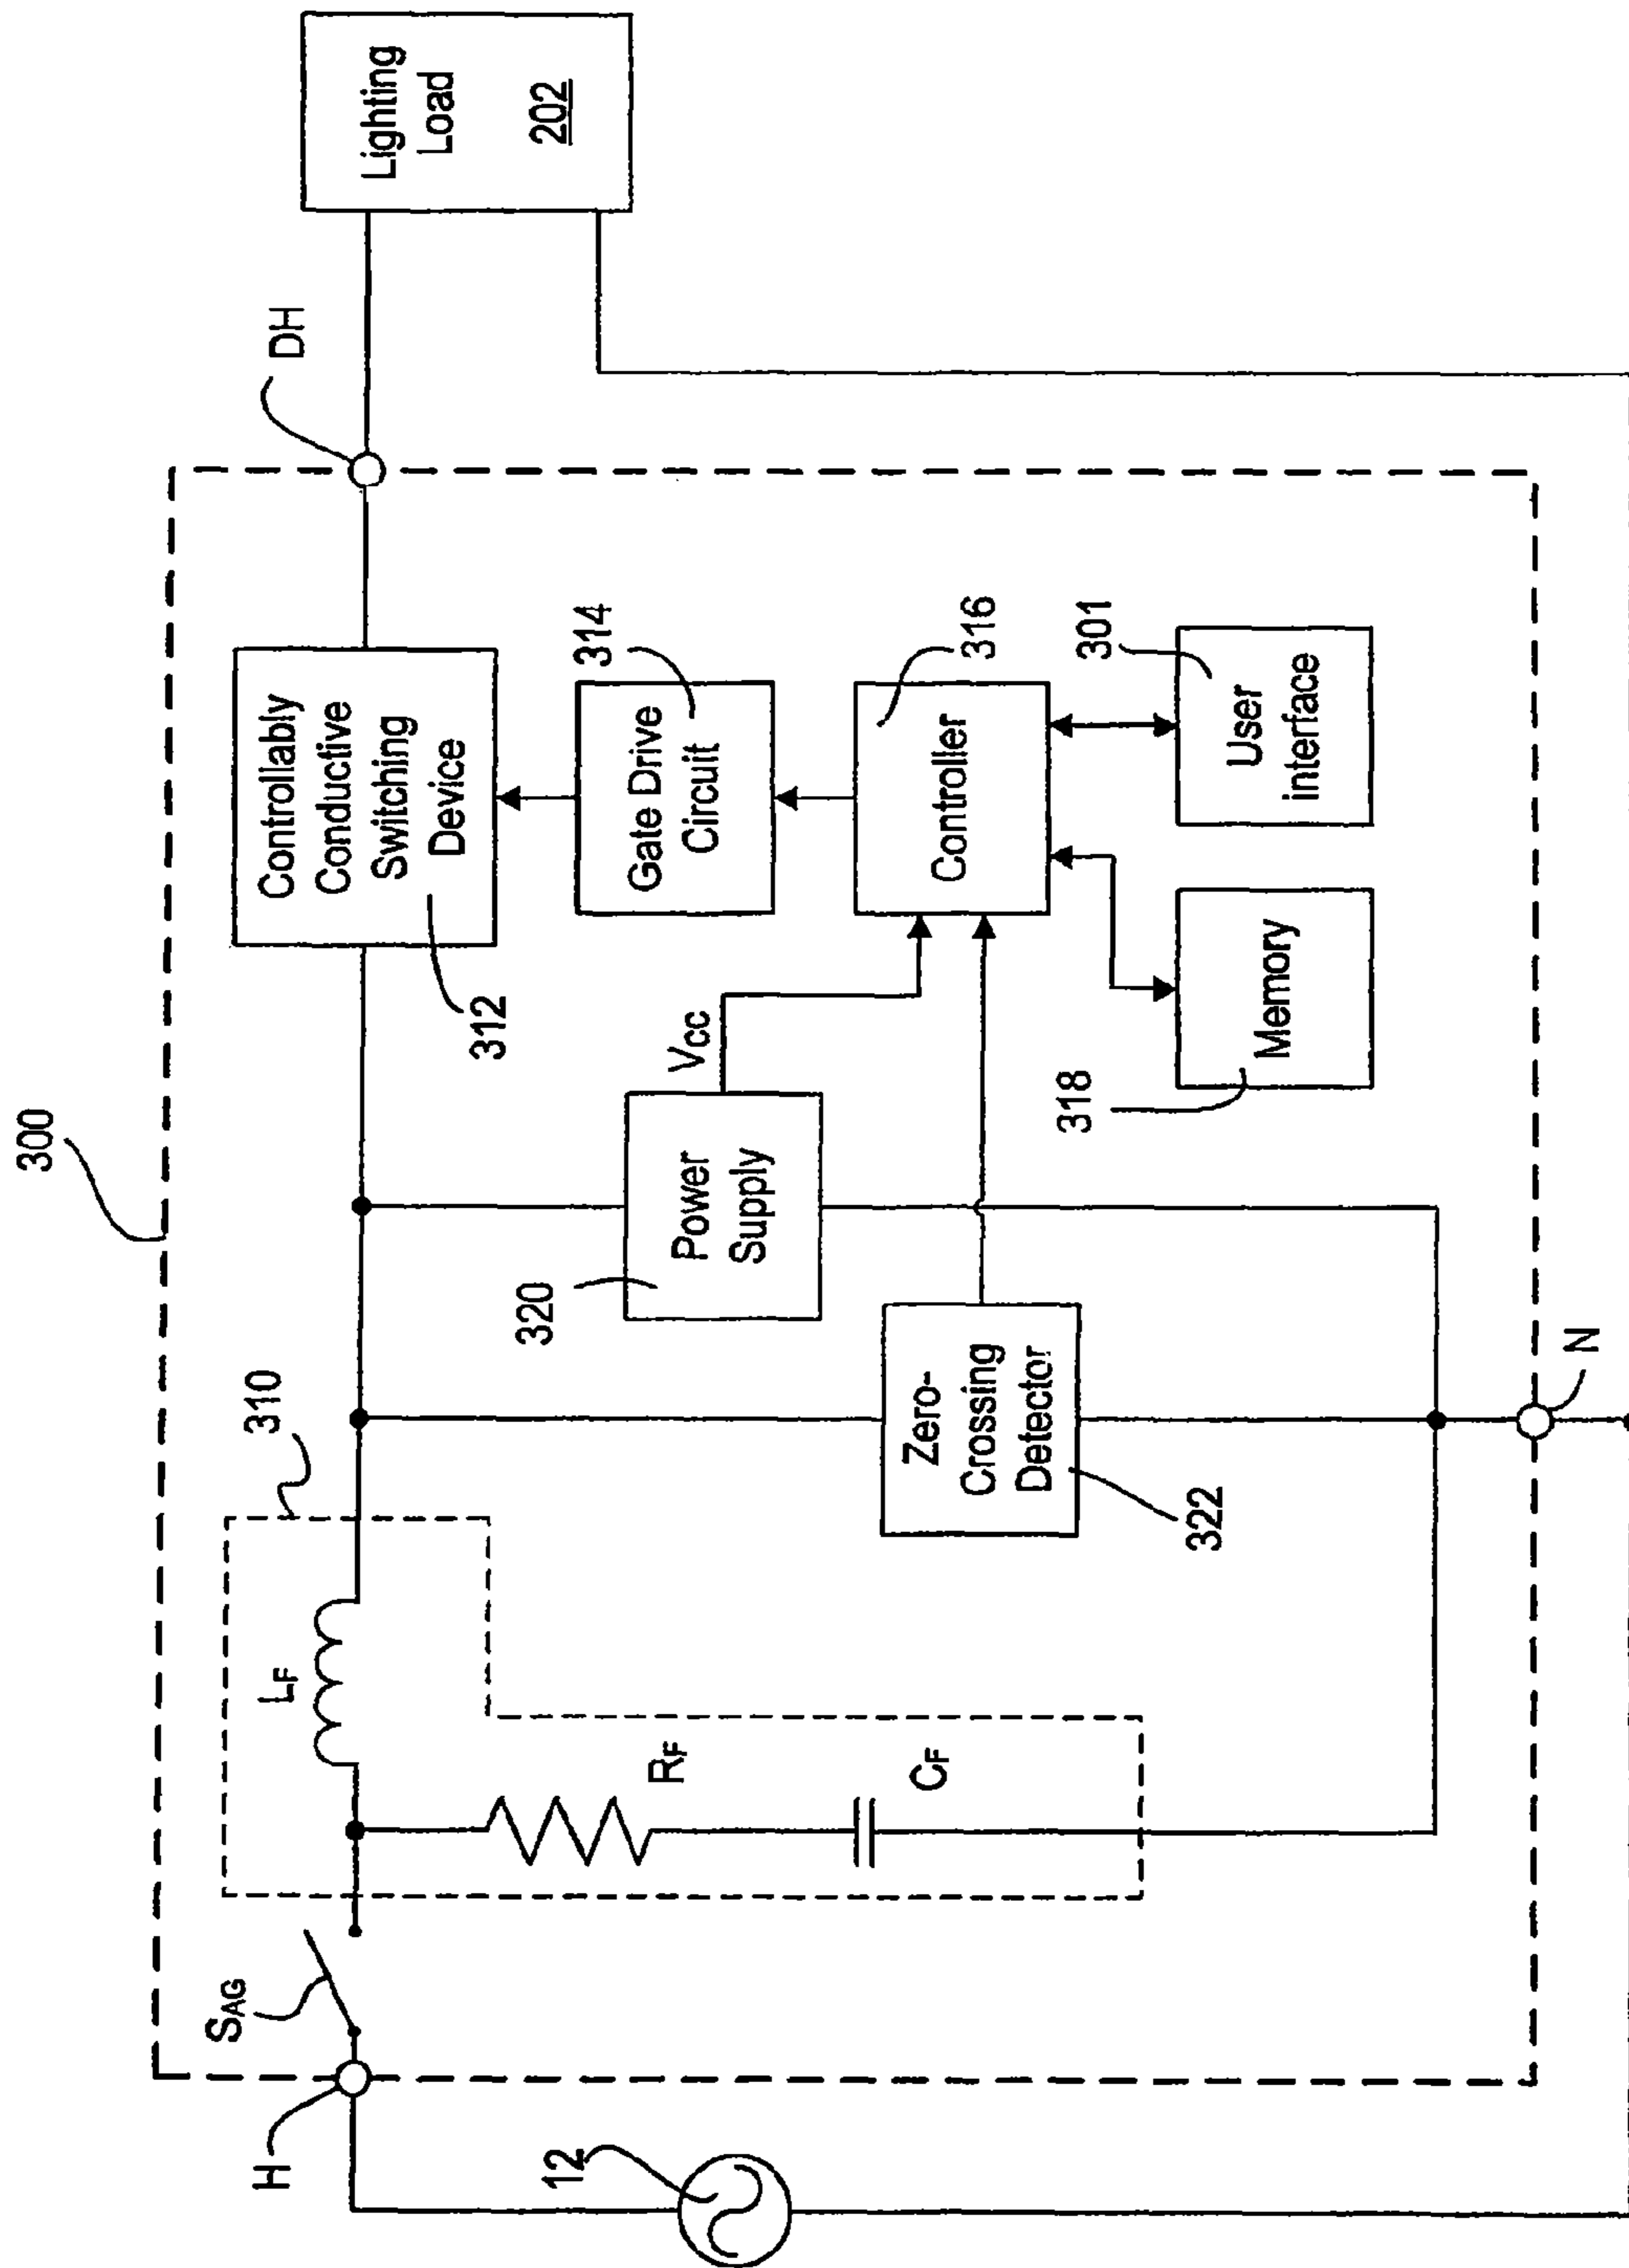 300
310
SAG
LF
RF
CF
H
12
Controllably
Conductive
Switching
Device
312
DH
Lighting
Load
202
Power
Supply
320
Vcc
Gate Drive
Circuit
314
Zero-
Crossing
Detector
322
Controller
316
Memory
318
User
interface
301
N